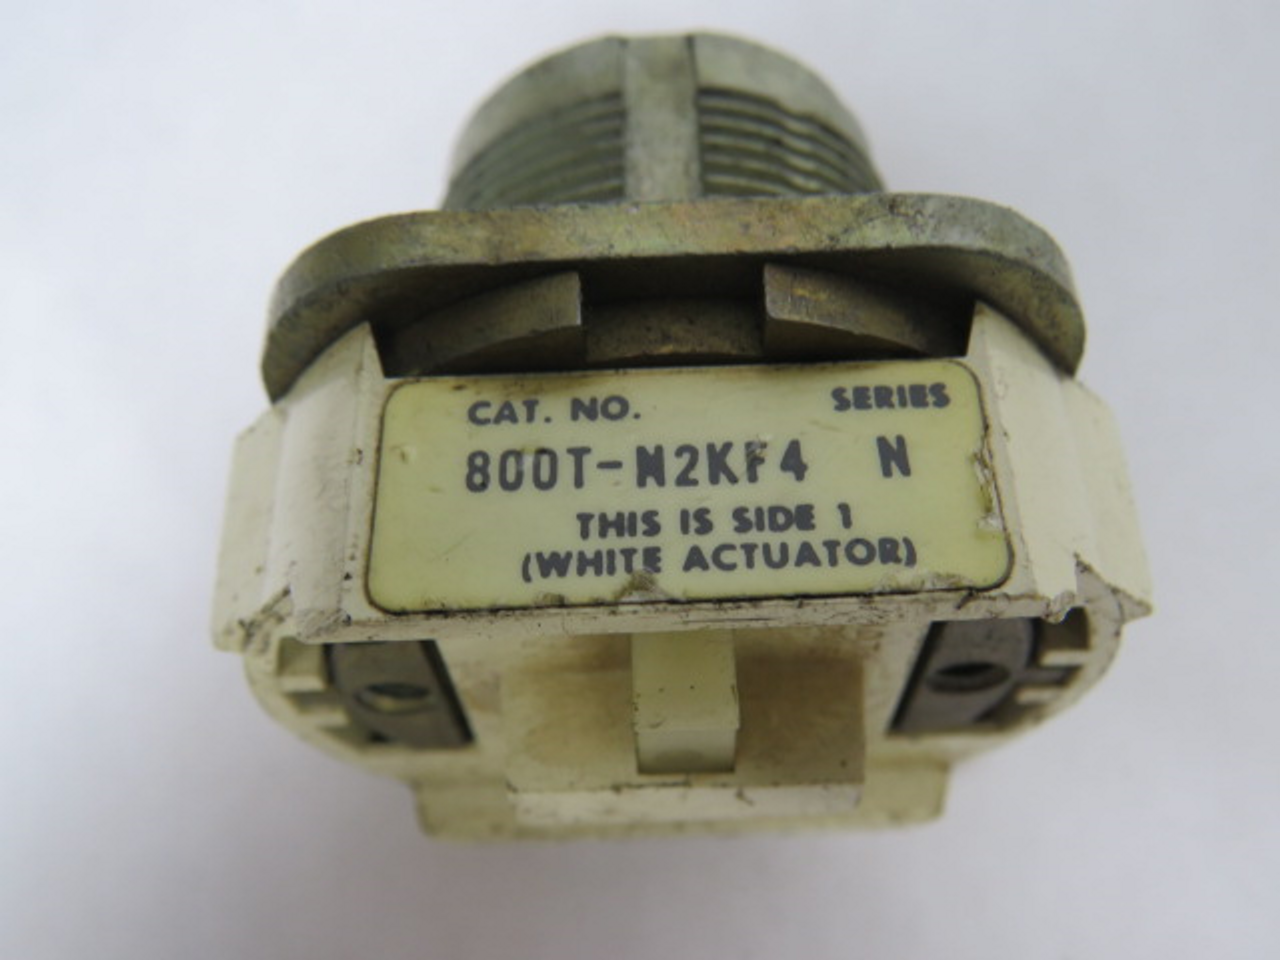 CAT. NO. SERIES
800T-N2KF4 N
THIS IS SIDE 1
(WHITE ACTUATOR)